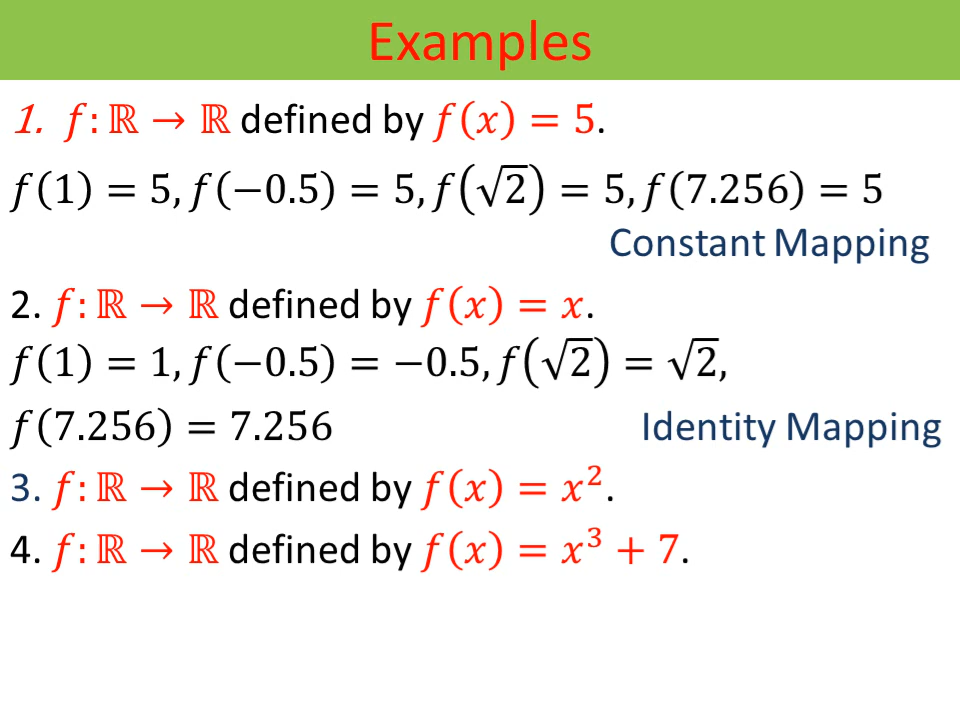 Examples
1. f: ℝ → ℝ defined by f(x) = 5.
f(1) = 5, f(−0.5) = 5, f(√2) = 5, f(7.256) = 5
Constant Mapping
2. f: ℝ → ℝ defined by f(x) = x.
f(1) = 1, f(−0.5) = −0.5, f(√2) = √2,
f(7.256) = 7.256 Identity Mapping
3. f: ℝ → ℝ defined by f(x) = x².
4. f: ℝ → ℝ defined by f(x) = x³ + 7.